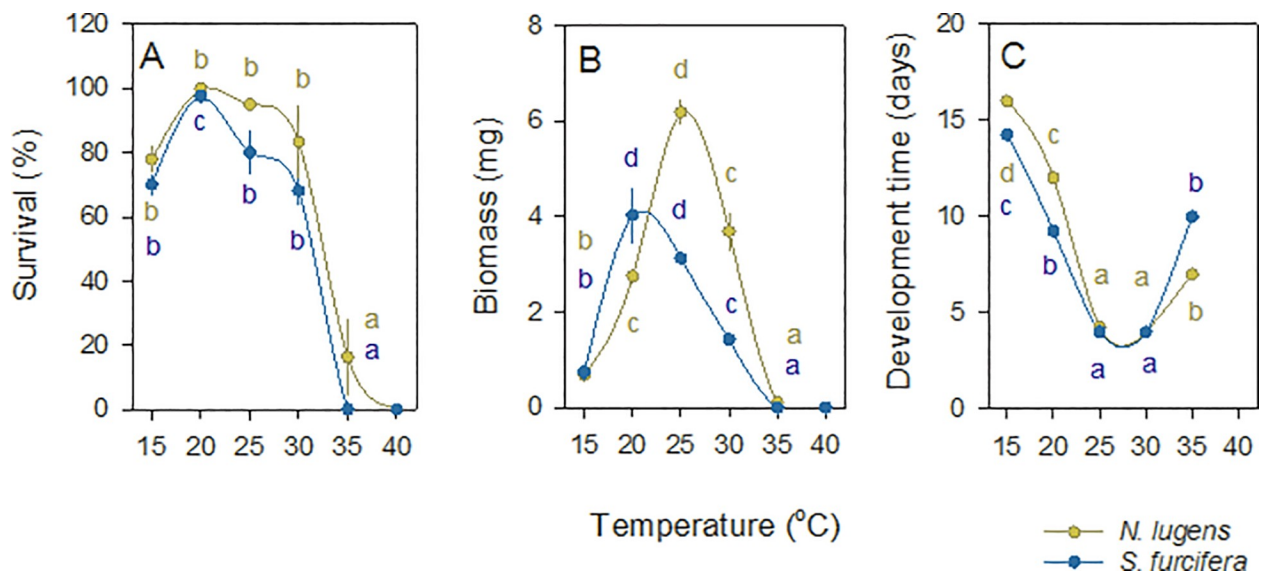 A
Survival (%)
120
100
80
60
40
20
0
b
b
b
b
b
c
b
b
a
a
15 20 25 30 35 40
B
Biomass (mg)
8
6
4
2
0
b
b
d
c
d
d
c
c
a
a
15 20 25 30 35 40
C
Development time (days)
20
15
10
5
0
d
c
c
b
a
a
a
a
b
b
15 20 25 30 35 40
Temperature (°C)
N. lugens
S. furcifera